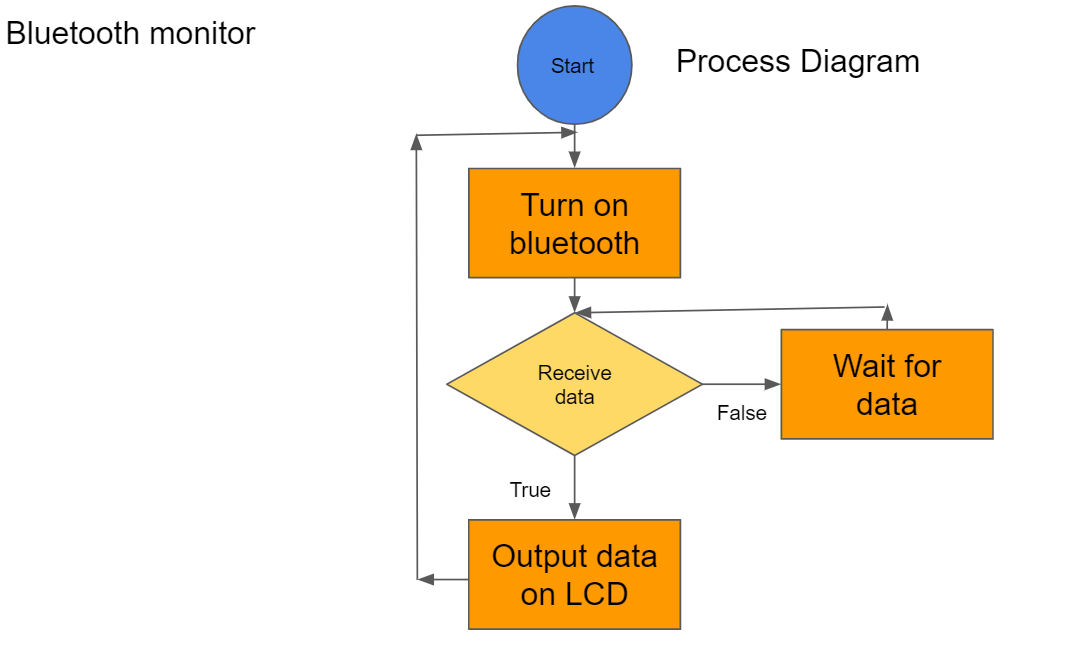 Bluetooth monitor
Start
Process Diagram
Turn on
bluetooth
Receive
data
False
Wait for
data
True
Output data
on LCD